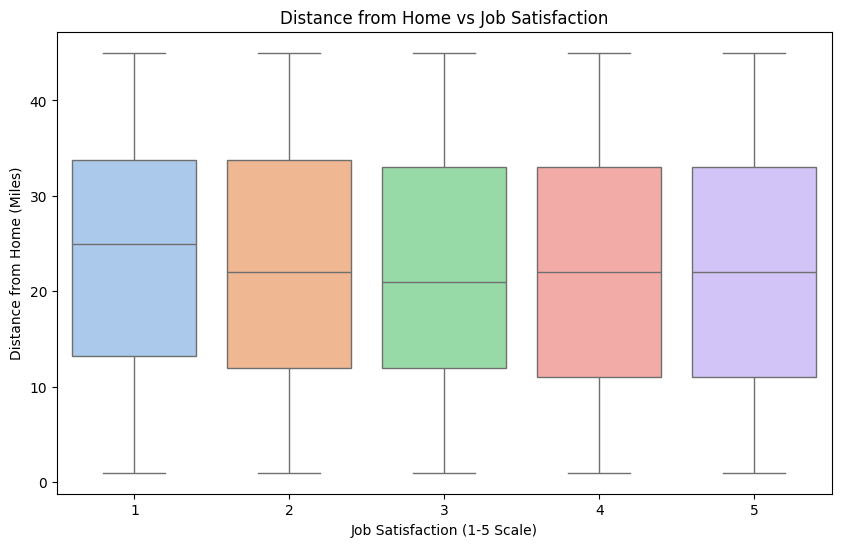 Distance from Home vs Job Satisfaction
Distance from Home (Miles)
40
30
20
10
0
1 2 3 4 5
Job Satisfaction (1-5 Scale)